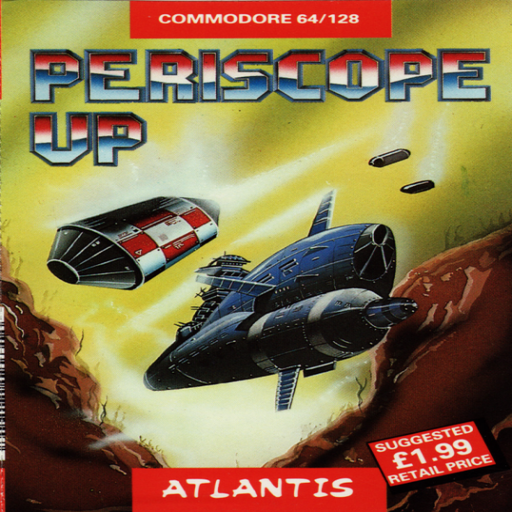 COMMODORE 64/128
PERISCOPE
UP
SUGGESTED
£1.99
RETAIL PRICE
ATLANTIS